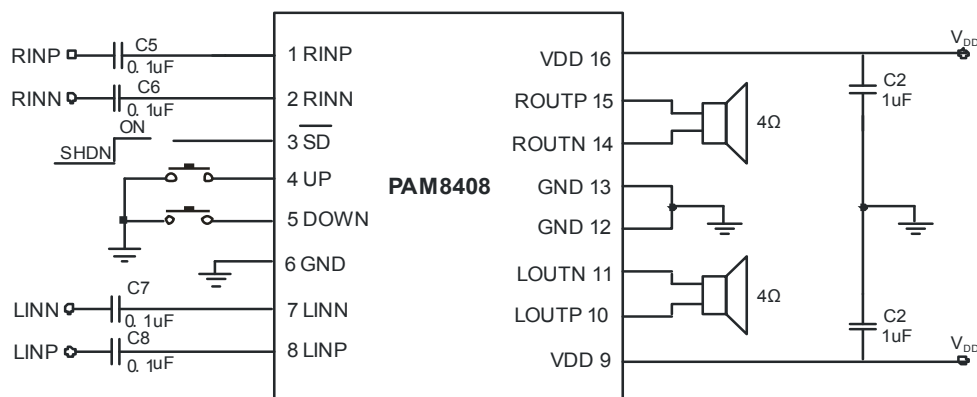 RINP C5 0.1uF 1 RINP
RINN C6 0.1uF 2 RINN
ON
SHDN 3 SD
4 UP
5 DOWN
6 GND
LINN C7 0.1uF 7 LINN
LINP C8 0.1uF 8 LINP
PAM8408
VDD 16 VDD
ROUTP 15
4Ω
ROUTN 14
C2
1uF
GND 13
GND 12
LOUTN 11
4Ω
LOUTP 10
C2
1uF
VDD 9 VDD